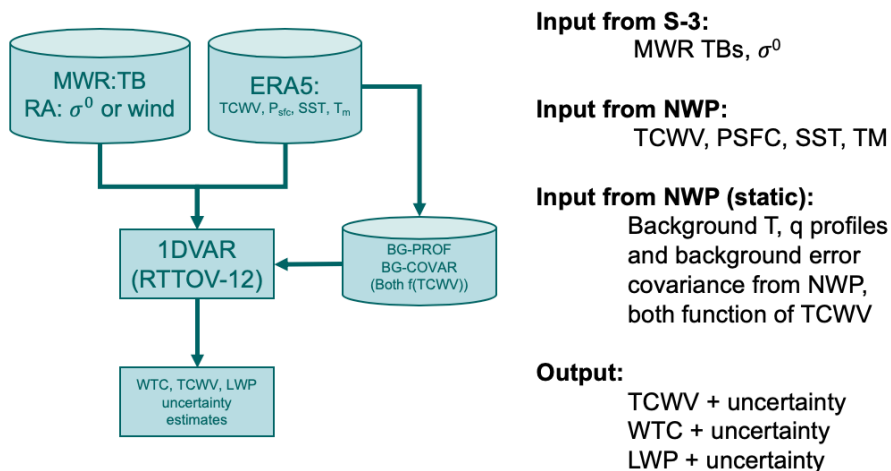 MWR:TB
RA: σ⁰ or wind
ERA5:
TCWV, Psfc, SST, Tm
1DVAR
(RTTOV-12)
BG-PROF
BG-COVAR
(Both f(TCWV))
WTC, TCWV, LWP
uncertainty
estimates
Input from S-3:
MWR TBs, σ⁰
Input from NWP:
TCWV, PSFC, SST, TM
Input from NWP (static):
Background T, q profiles
and background error
covariance from NWP,
both function of TCWV
Output:
TCWV + uncertainty
WTC + uncertainty
LWP + uncertainty